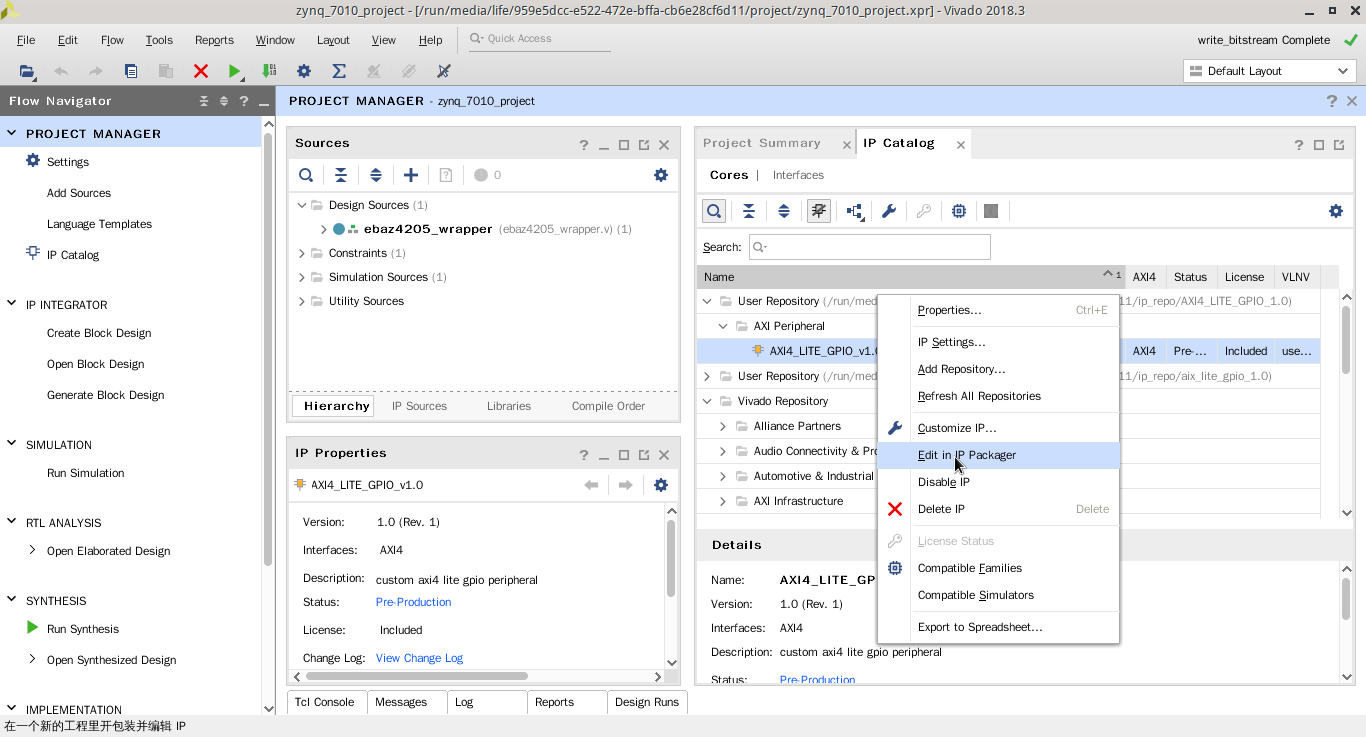 zynq_7010_project - [/run/media/life/959e5dcc-e522-472e-bffa-cb6e28cf6d11/project/zynq_7010_project.xpr] - Vivado 2018.3
File Edit Flow Tools Reports Window Layout View Help Quick Access write_bitstream Complete
Default Layout
Flow Navigator
PROJECT MANAGER
Settings
Add Sources
Language Templates
IP Catalog
IP INTEGRATOR
Create Block Design
Open Block Design
Generate Block Design
SIMULATION
Run Simulation
RTL ANALYSIS
Open Elaborated Design
SYNTHESIS
Run Synthesis
Open Synthesized Design
IMPLEMENTATION
PROJECT MANAGER - zynq_7010_project
Sources
0
Design Sources (1)
ebaz4205_wrapper (ebaz4205_wrapper.v) (1)
Constraints (1)
Simulation Sources (1)
Utility Sources
Hierarchy IP Sources Libraries Compile Order
IP Properties
AXI4_LITE_GPIO_v1.0
Version: 1.0 (Rev. 1)
Interfaces: AXI4
Description: custom axi4 lite gpio peripheral
Status: Pre-Production
License: Included
Change Log: View Change Log
Tcl Console Messages Log Reports Design Runs
Project Summary IP Catalog
Cores | Interfaces
Search:
Name 1 AXI4 Status License VLNV
User Repository (/run/med 11/ip_repo/AXI4_LITE_GPIO_1.0)
AXI Peripheral
AXI4_LITE_GPIO_v1.0 AXI4 Pre-... Included use...
User Repository (/run/med 11/ip_repo/aix_lite_gpio_1.0)
Vivado Repository
Alliance Partners
Audio Connectivity & Pro
Automotive & Industrial
AXI Infrastructure
Properties... Ctrl+E
IP Settings...
Add Repository...
Refresh All Repositories
Customize IP...
Edit in IP Packager
Disable IP
Delete IP Delete
License Status
Compatible Families
Compatible Simulators
Export to Spreadsheet...
Details
Name: AXI4_LITE_GP
Version: 1.0 (Rev. 1)
Interfaces: AXI4
Description: custom axi4 lite gpio peripheral
Status: Pre-Production
在一个新的工程里开包装并编辑 IP